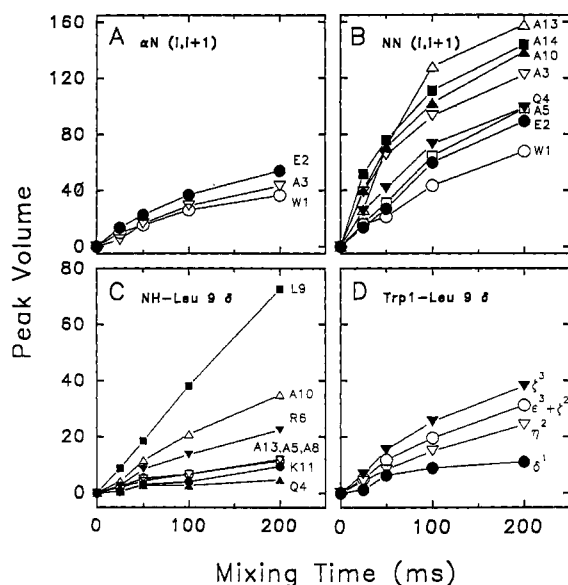 A αN (i,i+1)
160
120
80
40
0
E2
A3
W1
B NN (i,i+1)
A13
A14
A10
A3
Q4
A5
E2
W1
Peak Volume
C NH-Leu 9 δ
80
60
40
20
0
L9
A10
R6
A13,A5,A8
K11
Q4
0 100 200
D Trp1-Leu 9 δ
ζ³
ε³+ζ²
η²
δ¹
0 100 200
Mixing Time (ms)